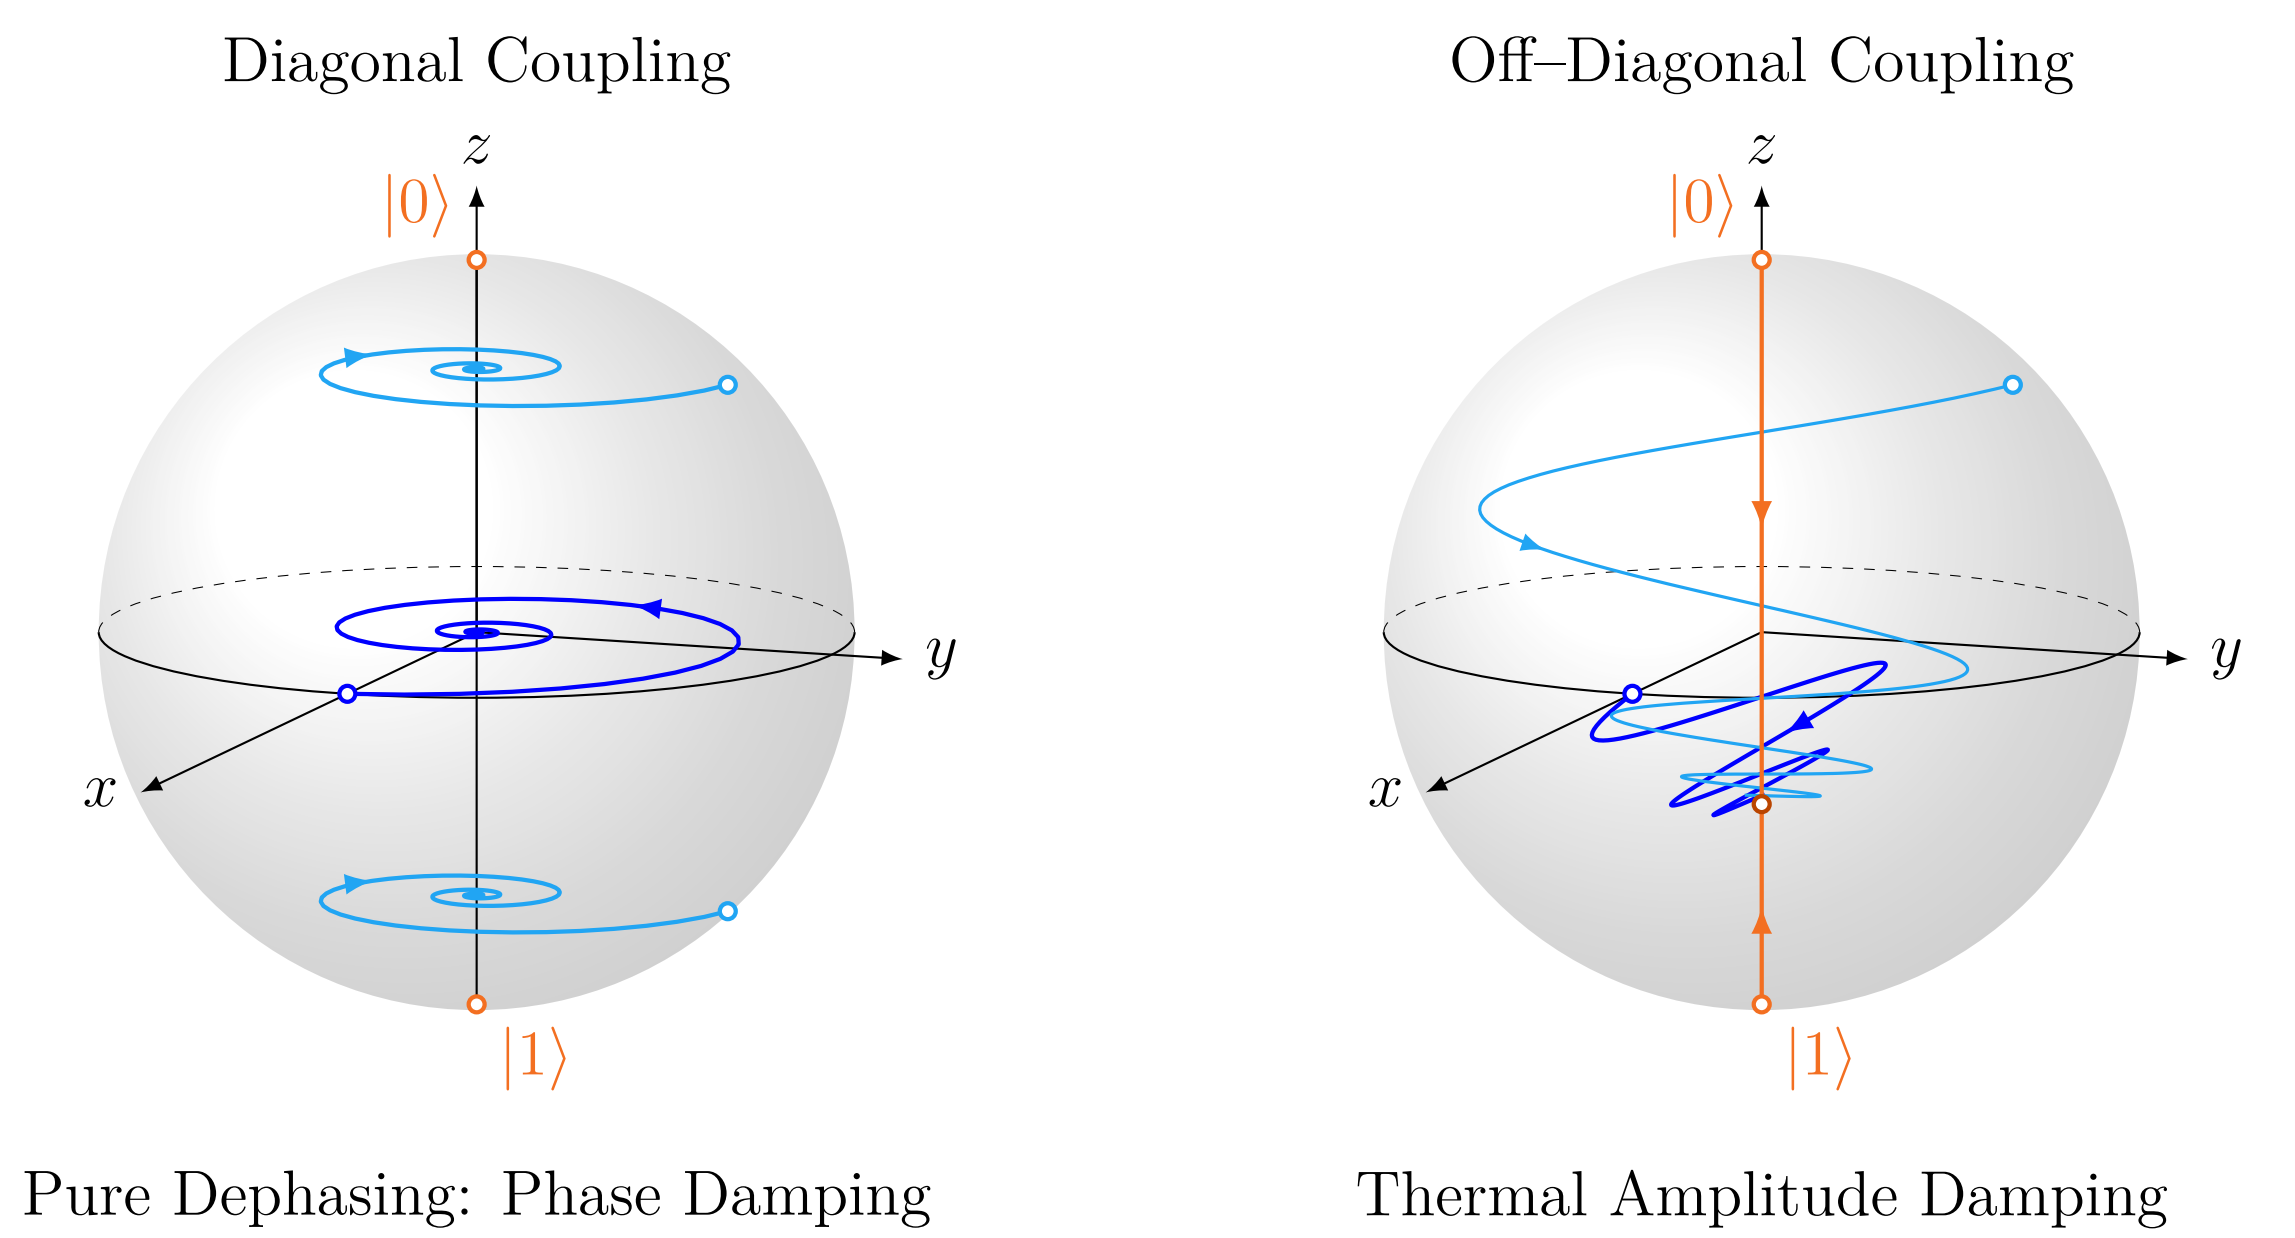 Diagonal Coupling
z
|0⟩
y
x
|1⟩
Pure Dephasing: Phase Damping
Off–Diagonal Coupling
z
|0⟩
y
x
|1⟩
Thermal Amplitude Damping